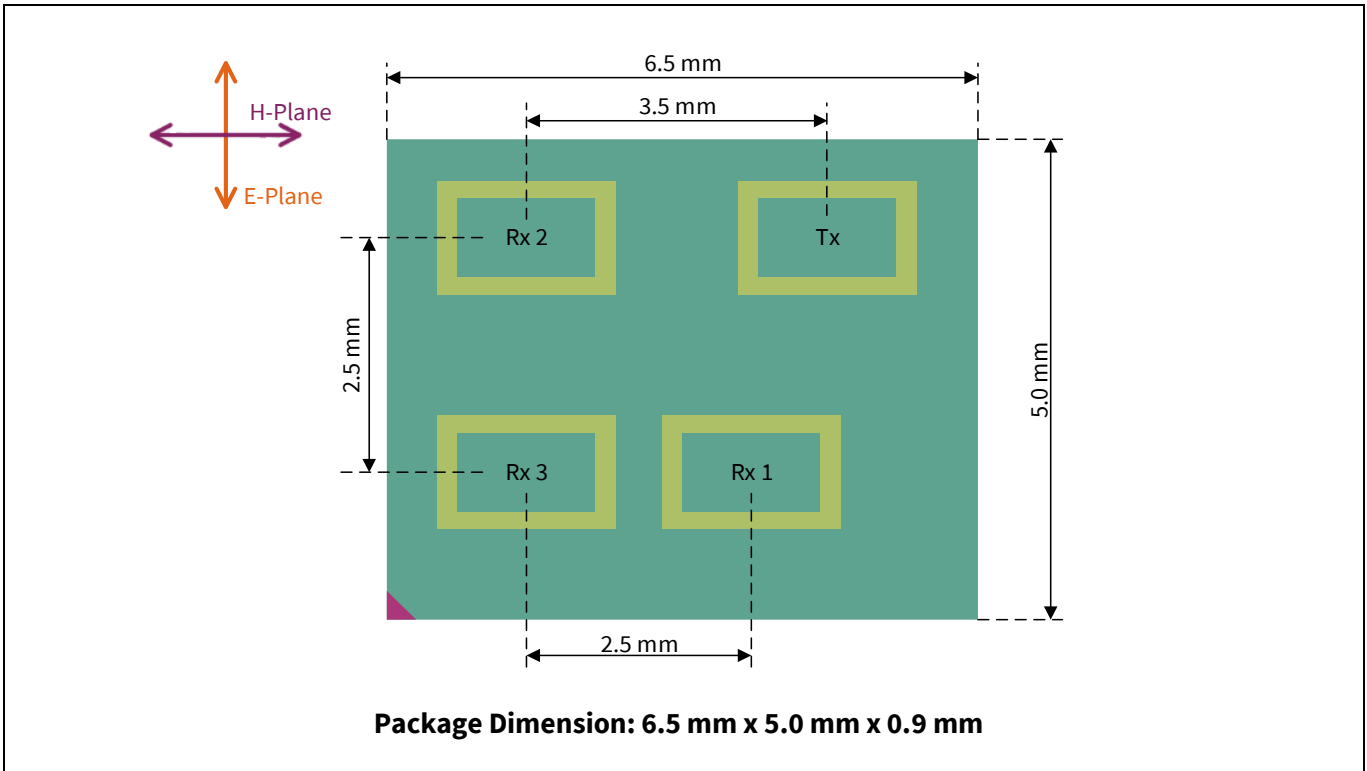 6.5 mm
3.5 mm
H-Plane
E-Plane
Rx 2
Tx
2.5 mm
5.0 mm
Rx 3
Rx 1
2.5 mm
Package Dimension: 6.5 mm x 5.0 mm x 0.9 mm